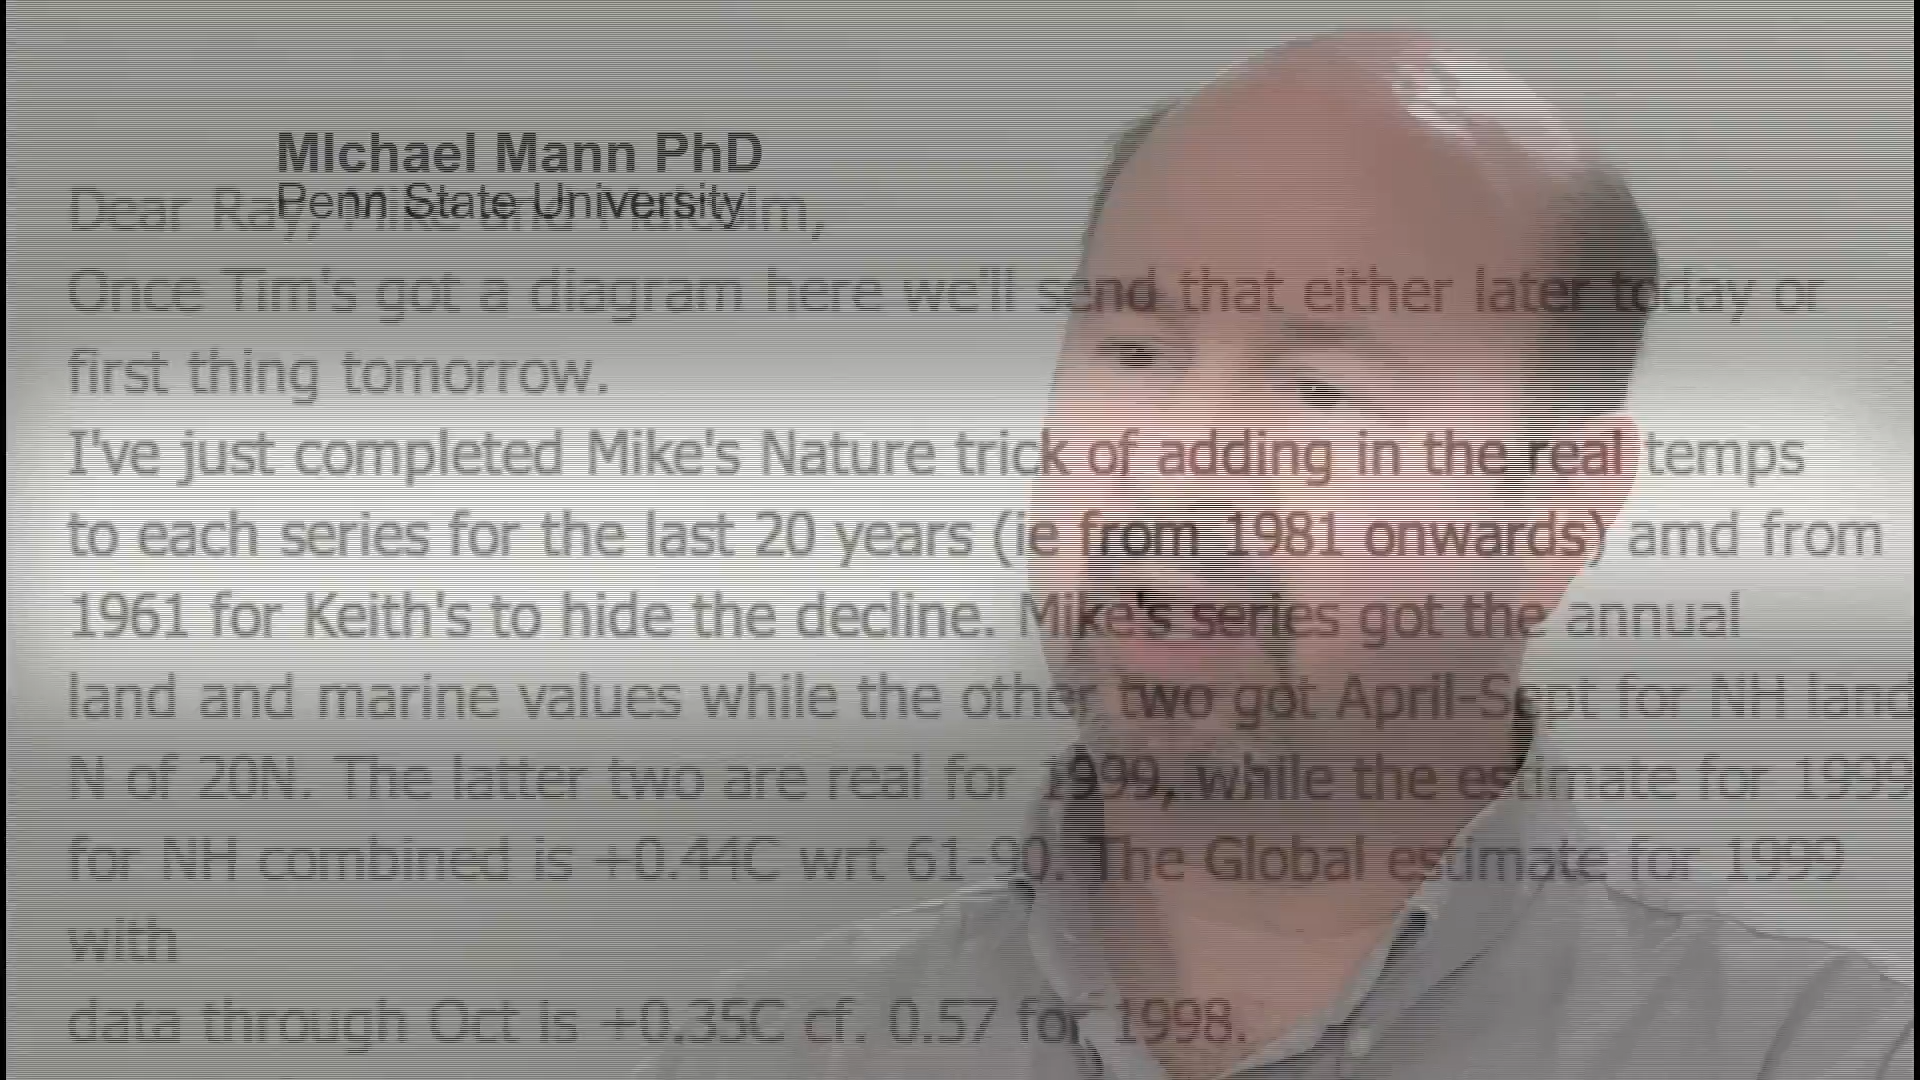 MIchael Mann PhD
Penn State University
Dear Ray, Mike and Malcolm,
Once Tim's got a diagram here we'll send that either later today or
first thing tomorrow.
I've just completed Mike's Nature trick of adding in the real temps
to each series for the last 20 years (ie from 1981 onwards) amd from
1961 for Keith's to hide the decline. Mike's series got the annual
land and marine values while the other two got April-Sept for NH land
N of 20N. The latter two are real for 1999, while the estimate for 1999
for NH combined is +0.44C wrt 61-90. The Global estimate for 1999
with
data through Oct is +0.35C cf. 0.57 for 1998.